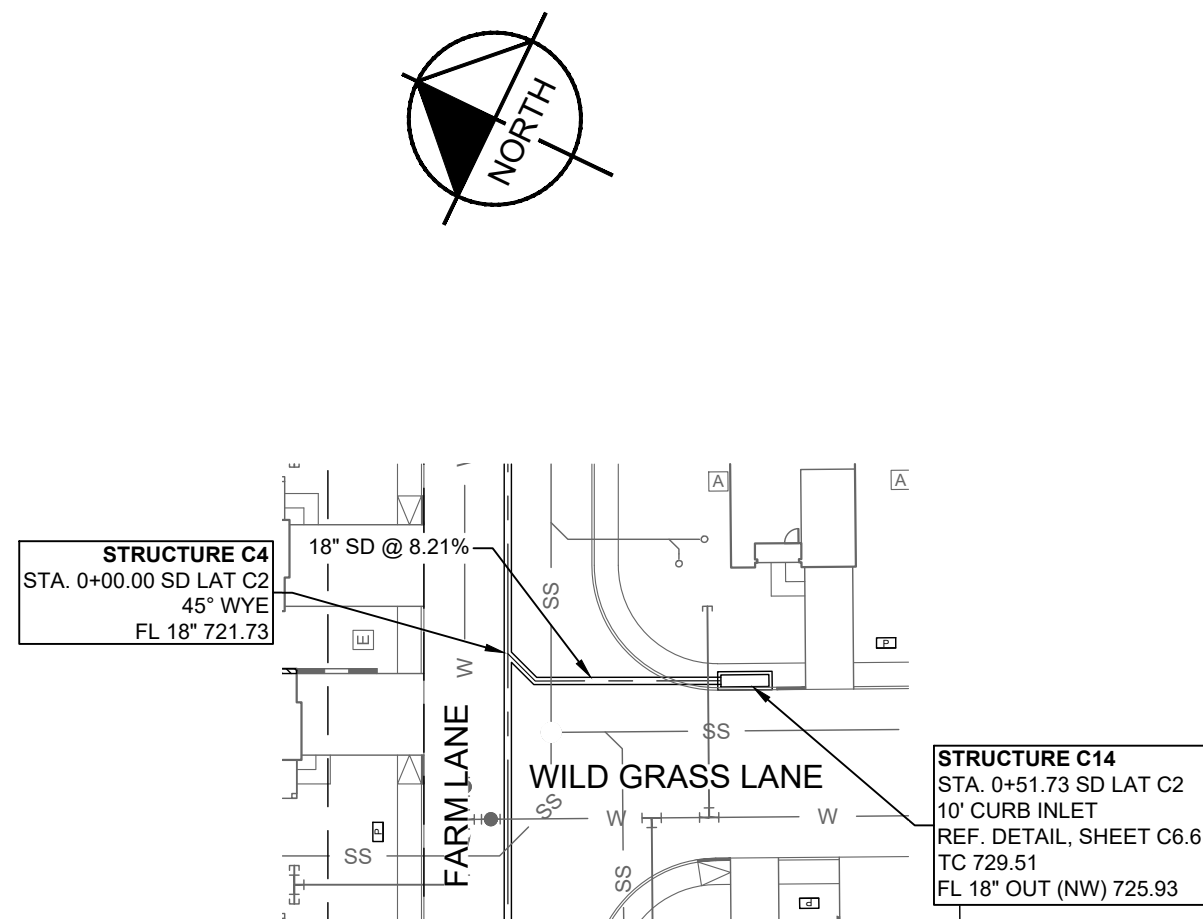 NORTH
STRUCTURE C4
STA. 0+00.00 SD LAT C2
45° WYE
FL 18" 721.73
18" SD @ 8.21%
A
A
SS
E
P
W
SS
FARM LANE
WILD GRASS LANE
STRUCTURE C14
STA. 0+51.73 SD LAT C2
10' CURB INLET
REF. DETAIL, SHEET C6.6
TC 729.51
FL 18" OUT (NW) 725.93
SS
W
W
P
SS
SS
P